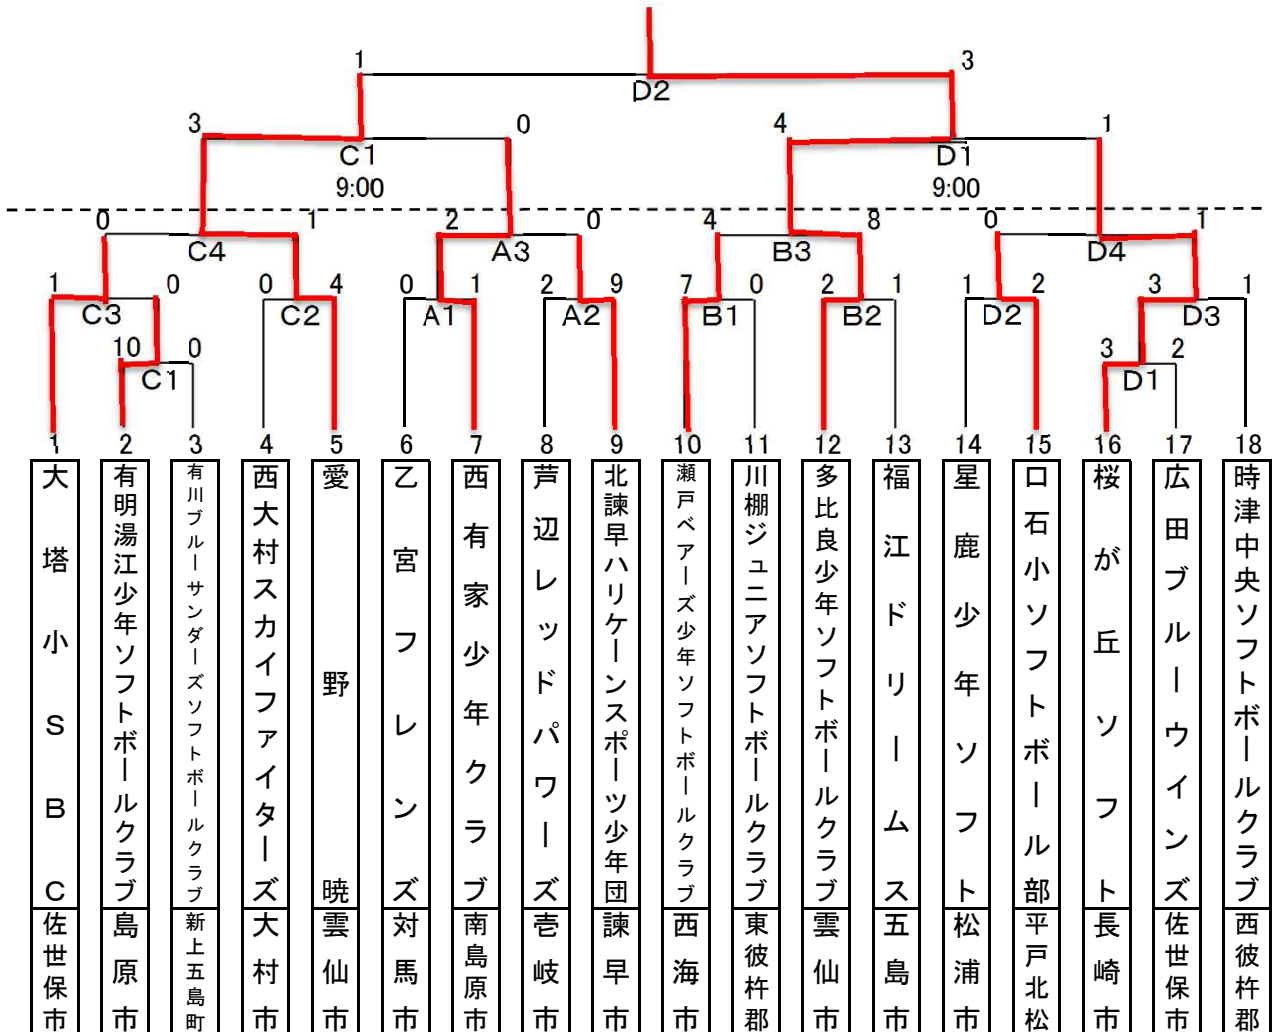 1 3
D2
3 0 4 1
C1 D1
9:00 9:00
0 1 2 0 4 8 0 1
C4 A3 B3 D4
1 0 0 4 0 1 2 9 7 0 2 1 1 2 3 1
C3 C2 A1 A2 B1 B2 D2 D3
10 0 3 2
C1 D1
1 2 3 4 5 6 7 8 9 10 11 12 13 14 15 16 17 18
大塔小SBC
有明湯江少年ソフトボールクラブ
有川ブルーサンダーズソフトボールクラブ
西大村スカイファイターズ
愛野暁
乙宮フレンズ
西有家少年クラブ
芦辺レッドパワーズ
北諫早ハリケーンスポーツ少年団
瀬戸ベアーズ少年ソフトボールクラブ
川棚ジュニアソフトボールクラブ
多比良少年ソフトボールクラブ
福江ドリームス
星鹿少年ソフト
口石小ソフトボール部
桜が丘ソフト
広田ブルーウインズ
時津中央ソフトボールクラブ
佐世保市
島原市
新上五島町
大村市
雲仙市
対馬市
南島原市
壱岐市
諫早市
西海市
東彼杵郡
雲仙市
五島市
松浦市
平戸北松
長崎市
佐世保市
西彼杵郡